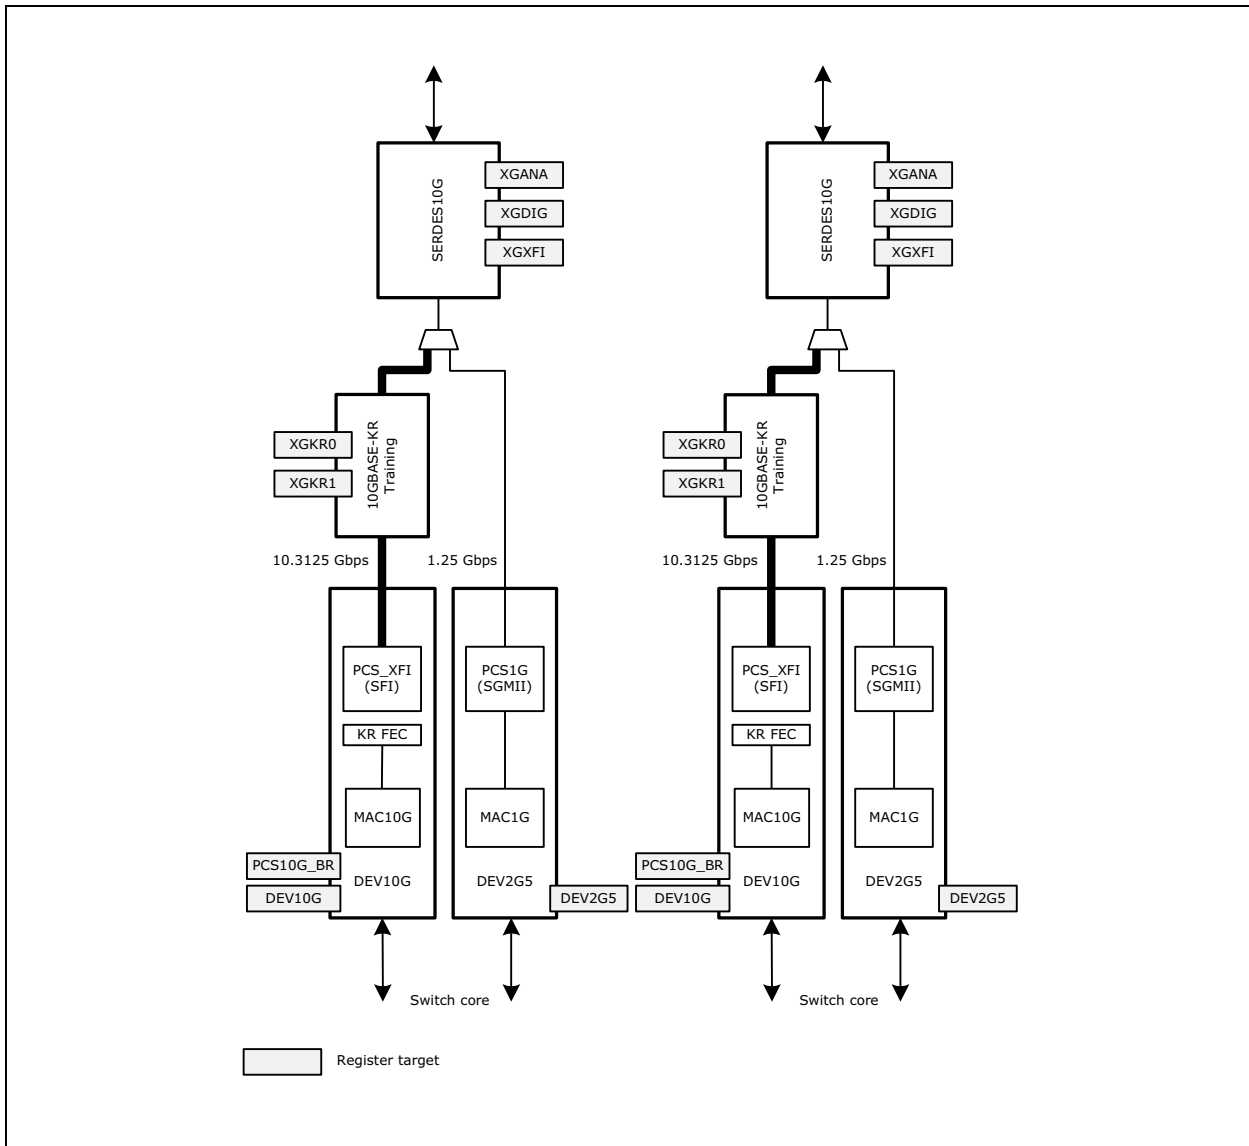 SERDES10G
XGANA
XGDIG
XGXFI
SERDES10G
XGANA
XGDIG
XGXFI
XGKR0
XGKR1
10GBASE-KR
Training
XGKR0
XGKR1
10GBASE-KR
Training
10.3125 Gbps
1.25 Gbps
10.3125 Gbps
1.25 Gbps
PCS_XFI
(SFI)
PCS1G
(SGMII)
PCS_XFI
(SFI)
PCS1G
(SGMII)
KR FEC
KR FEC
MAC10G
MAC1G
MAC10G
MAC1G
PCS10G_BR
DEV10G
DEV10G
DEV2G5
DEV2G5
PCS10G_BR
DEV10G
DEV10G
DEV2G5
DEV2G5
Switch core
Switch core
Register target